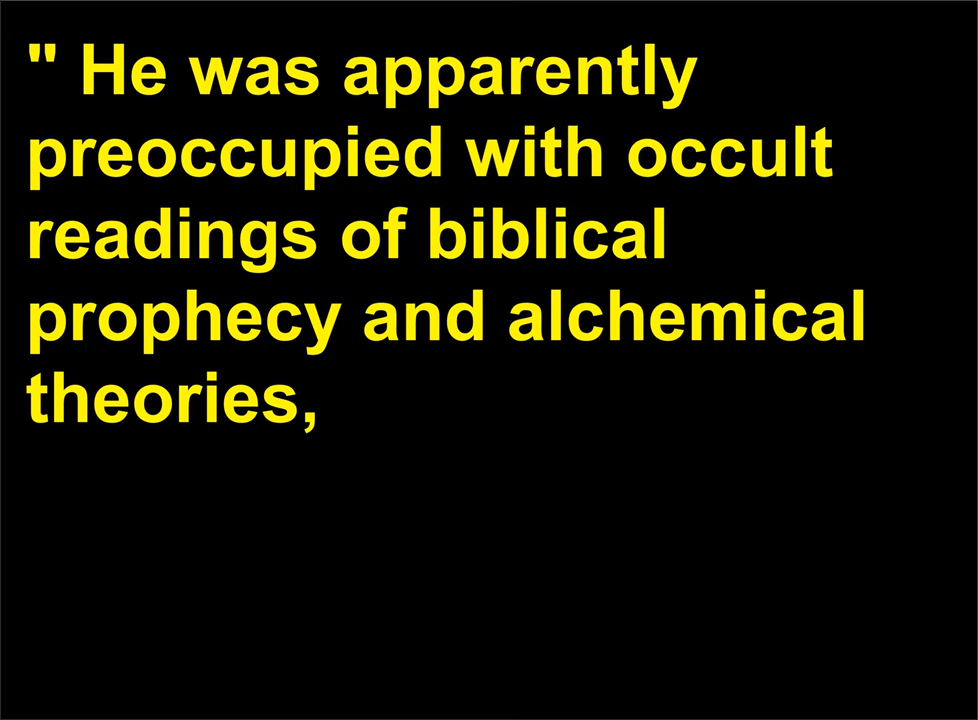 " He was apparently
preoccupied with occult
readings of biblical
prophecy and alchemical
theories,